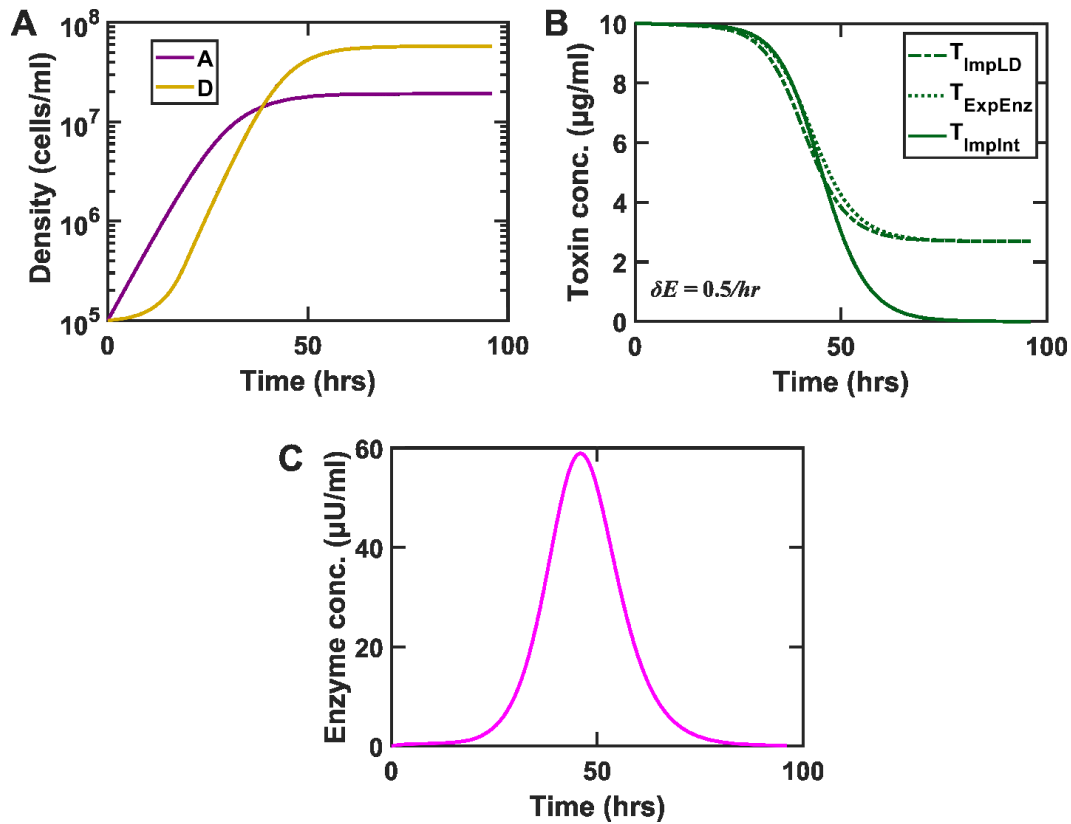 A
Density (cells/ml)
10^8
10^7
10^6
10^5
A
D
0
50
100
Time (hrs)
B
Toxin conc. (µg/ml)
10
8
6
4
2
0
T_ImpLD
T_ExpEnz
T_ImpInt
δE = 0.5/hr
0
50
100
Time (hrs)
C
Enzyme conc. (µU/ml)
60
40
20
0
0
50
100
Time (hrs)